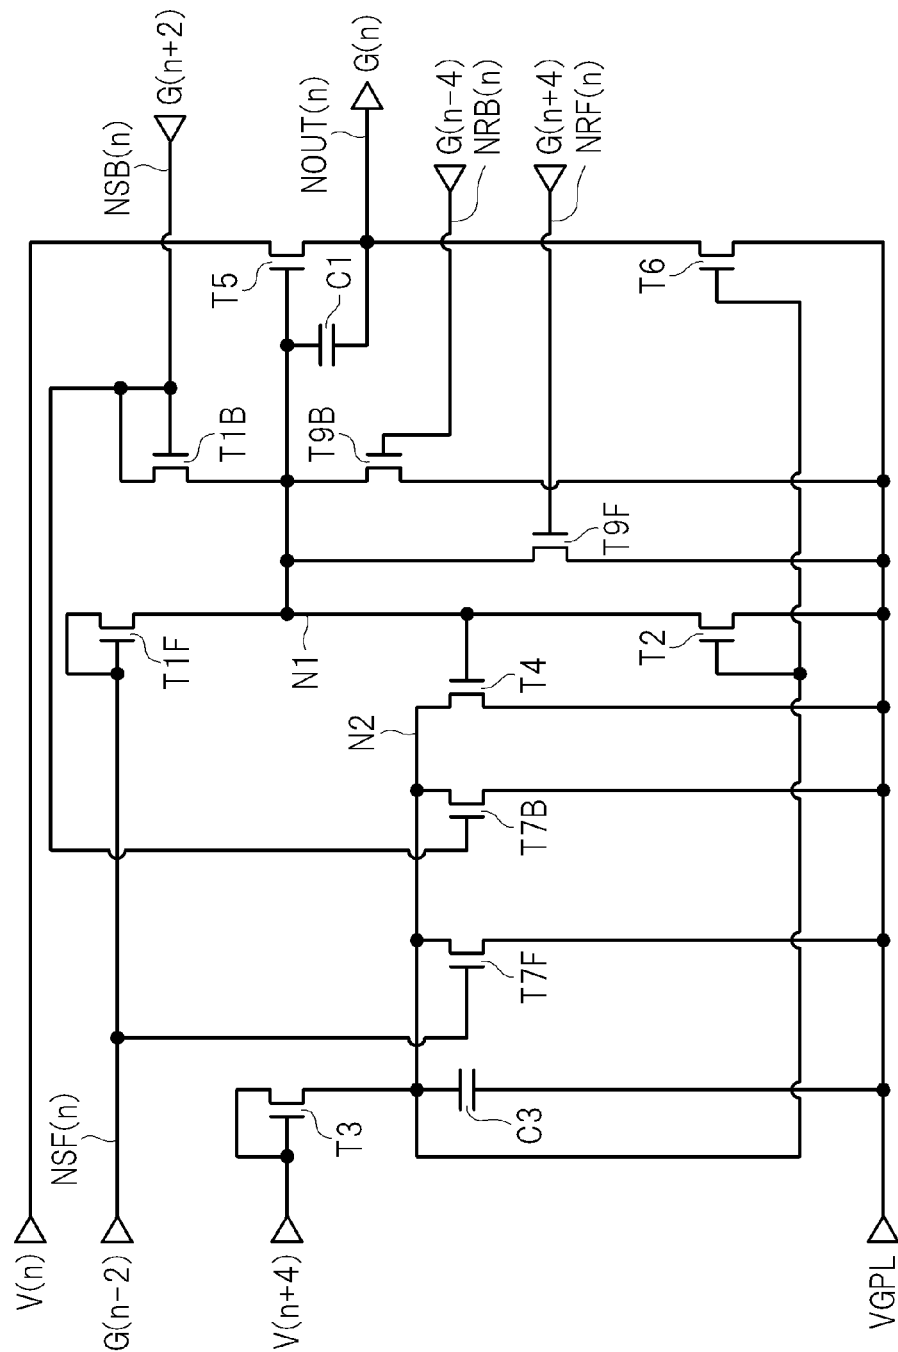 V(n)
NSF(n)
G(n-2)
V(n+4)
VGPL
T3
C3
T7F
T7B
N2
T4
T2
T1F
N1
T9F
T1B
T9B
T5
C1
T6
NSB(n)
G(n+2)
NOUT(n)
G(n)
G(n-4)
NRB(n)
G(n+4)
NRF(n)